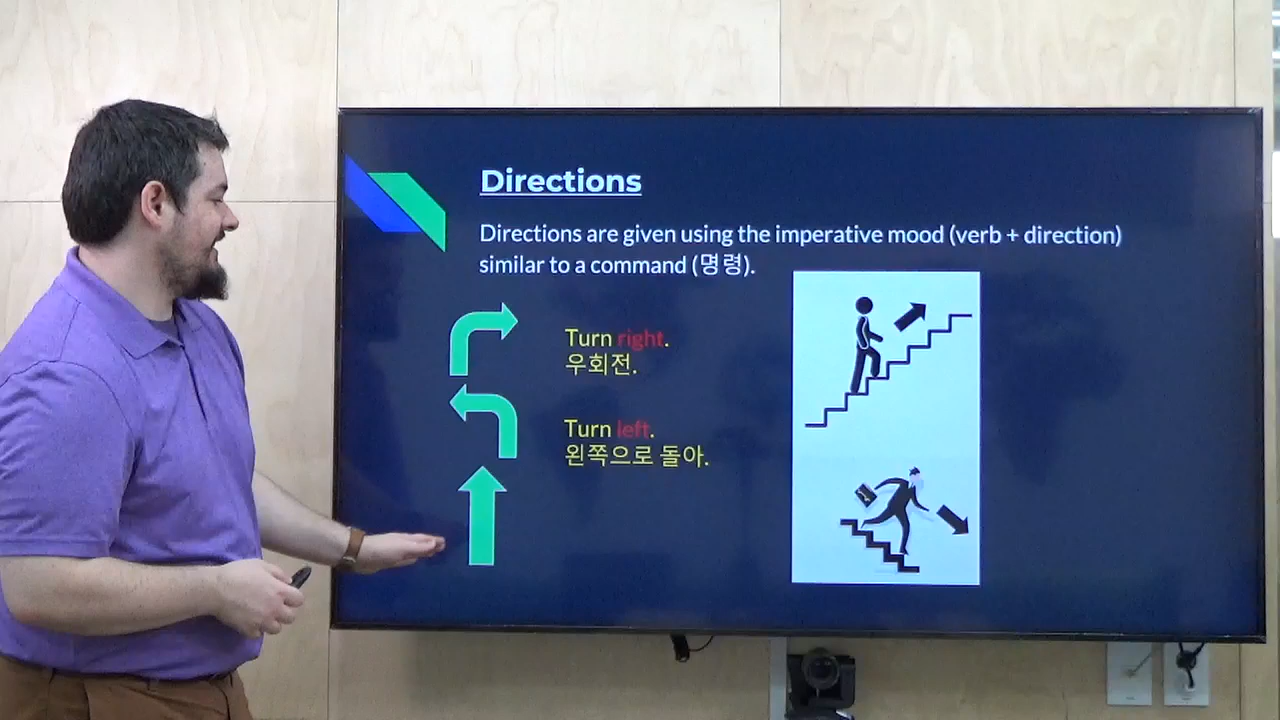 Directions
Directions are given using the imperative mood (verb + direction)
similar to a command (명령).
Turn right.
우회전.
Turn left.
왼쪽으로 돌아.